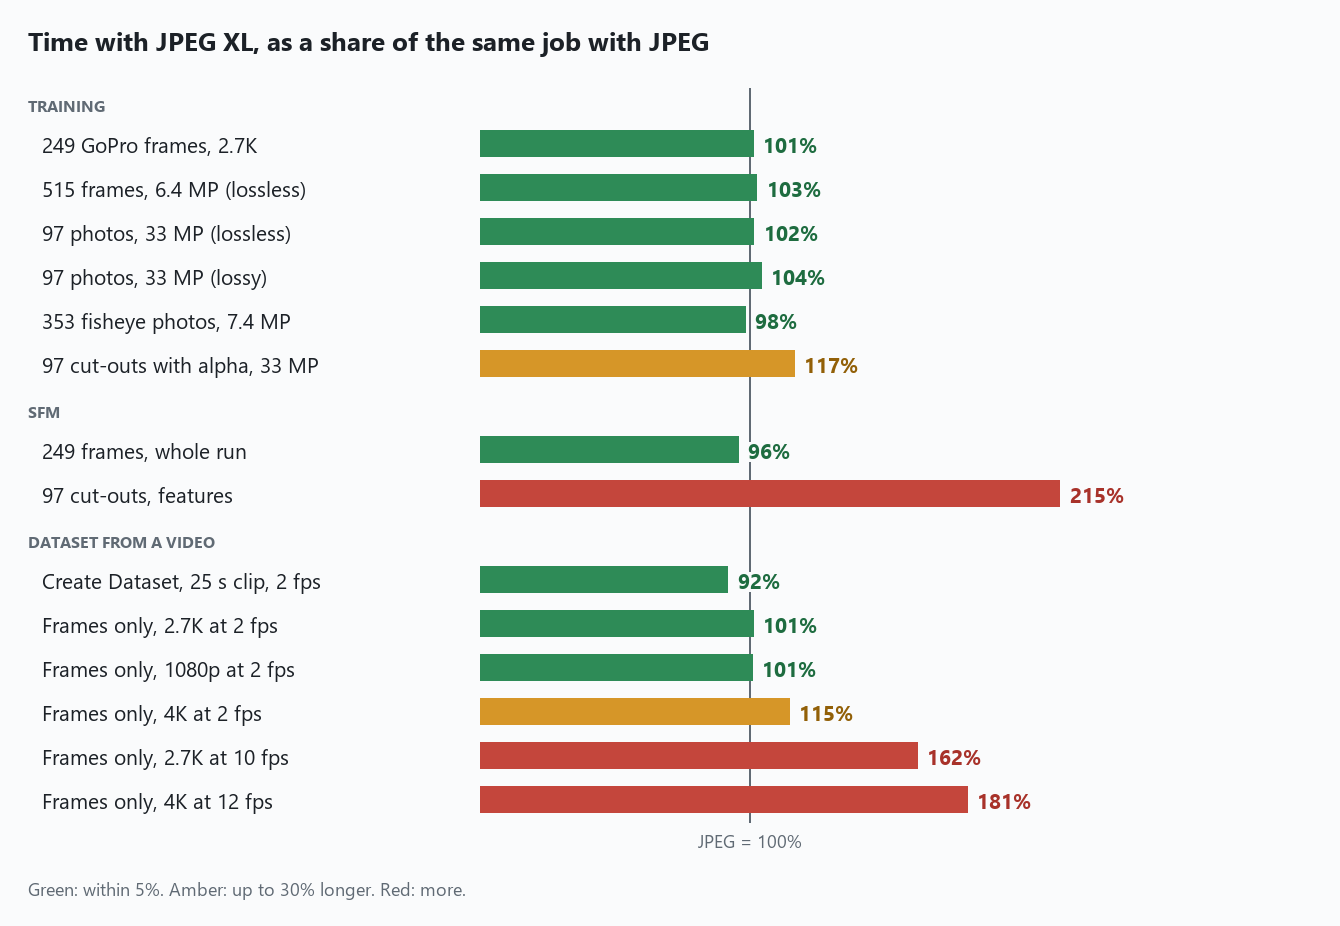 Time with JPEG XL, as a share of the same job with JPEG
TRAINING
249 GoPro frames, 2.7K 101%
515 frames, 6.4 MP (lossless) 103%
97 photos, 33 MP (lossless) 102%
97 photos, 33 MP (lossy) 104%
353 fisheye photos, 7.4 MP 98%
97 cut-outs with alpha, 33 MP 117%
SFM
249 frames, whole run 96%
97 cut-outs, features 215%
DATASET FROM A VIDEO
Create Dataset, 25 s clip, 2 fps 92%
Frames only, 2.7K at 2 fps 101%
Frames only, 1080p at 2 fps 101%
Frames only, 4K at 2 fps 115%
Frames only, 2.7K at 10 fps 162%
Frames only, 4K at 12 fps 181%
JPEG = 100%
Green: within 5%. Amber: up to 30% longer. Red: more.